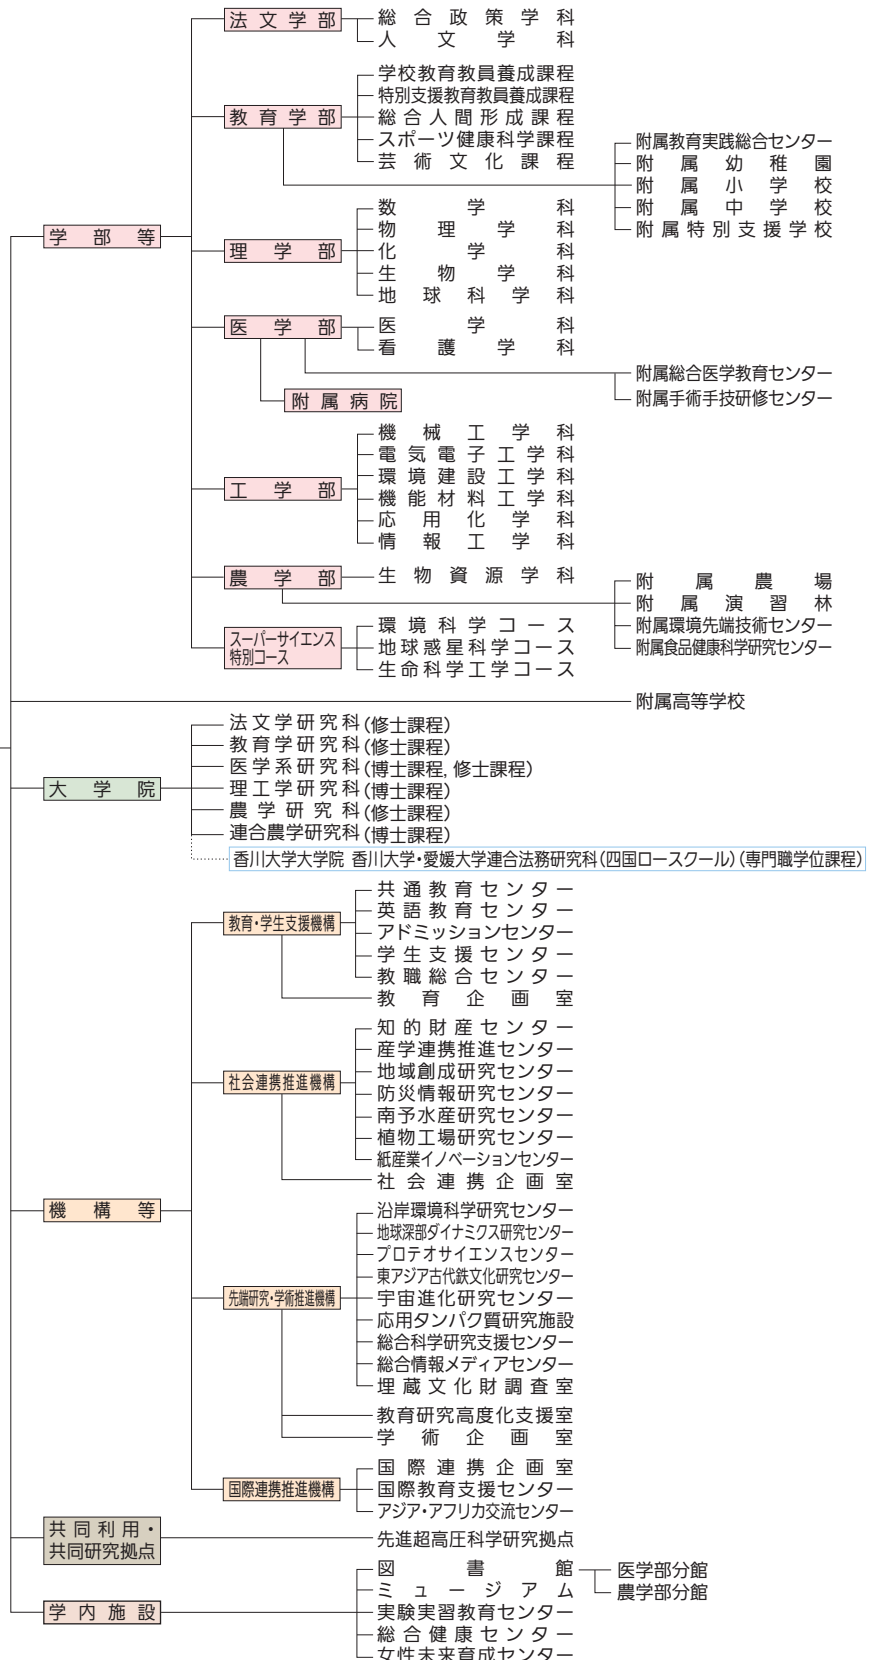 学部等
法文学部
総合政策学科
人文学科
教育学部
学校教育教員養成課程
特別支援教育教員養成課程
総合人間形成課程
スポーツ健康科学課程
芸術文化課程
附属教育実践総合センター
附属幼稚園
附属小学校
附属中学校
附属特別支援学校
理学部
数学科
物理学科
化学科
生物学科
地球科学科
医学部
医学科
看護学科
附属総合医学教育センター
附属手術手技研修センター
附属病院
工学部
機械工学科
電気電子工学科
環境建設工学科
機能材料工学科
応用化学科
情報工学科
農学部
生物資源学科
附属農場
附属演習林
附属環境先端技術センター
附属食品健康科学研究センター
スーパーサイエンス
特別コース
環境科学コース
地球惑星科学コース
生命科学工学コース
附属高等学校
大学院
法文学研究科(修士課程)
教育学研究科(修士課程)
医学系研究科(博士課程, 修士課程)
理工学研究科(博士課程)
農学研究科(修士課程)
連合農学研究科(博士課程)
香川大学大学院 香川大学・愛媛大学連合法務研究科(四国ロースクール)(専門職学位課程)
機構等
教育・学生支援機構
共通教育センター
英語教育センター
アドミッションセンター
学生支援センター
教職総合センター
教育企画室
社会連携推進機構
知的財産センター
産学連携推進センター
地域創成研究センター
防災情報研究センター
南予水産研究センター
植物工場研究センター
紙産業イノベーションセンター
社会連携企画室
先端研究・学術推進機構
沿岸環境科学研究センター
地球深部ダイナミクス研究センター
プロテオサイエンスセンター
東アジア古代鉄文化研究センター
宇宙進化研究センター
応用タンパク質研究施設
総合科学研究支援センター
総合情報メディアセンター
埋蔵文化財調査室
教育研究高度化支援室
学術企画室
国際連携推進機構
国際連携企画室
国際教育支援センター
アジア・アフリカ交流センター
共同利用・
共同研究拠点
先進超高圧科学研究拠点
学内施設
図書館
医学部分館
農学部分館
ミュージアム
実験実習教育センター
総合健康センター
女性未来育成センター